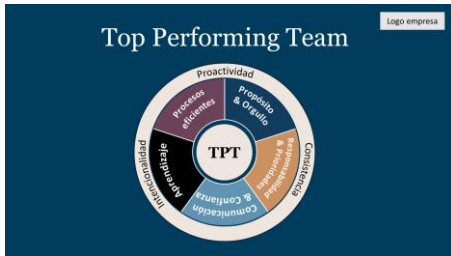 Logo empresa
Top Performing Team
Proactividad
Procesos
eficientes
Propósito
& Orgullo
Intencionalidad
Aprendizaje
TPT
Responsabilidad
& Prioridades
Consistencia
Comunicación
& Confianza